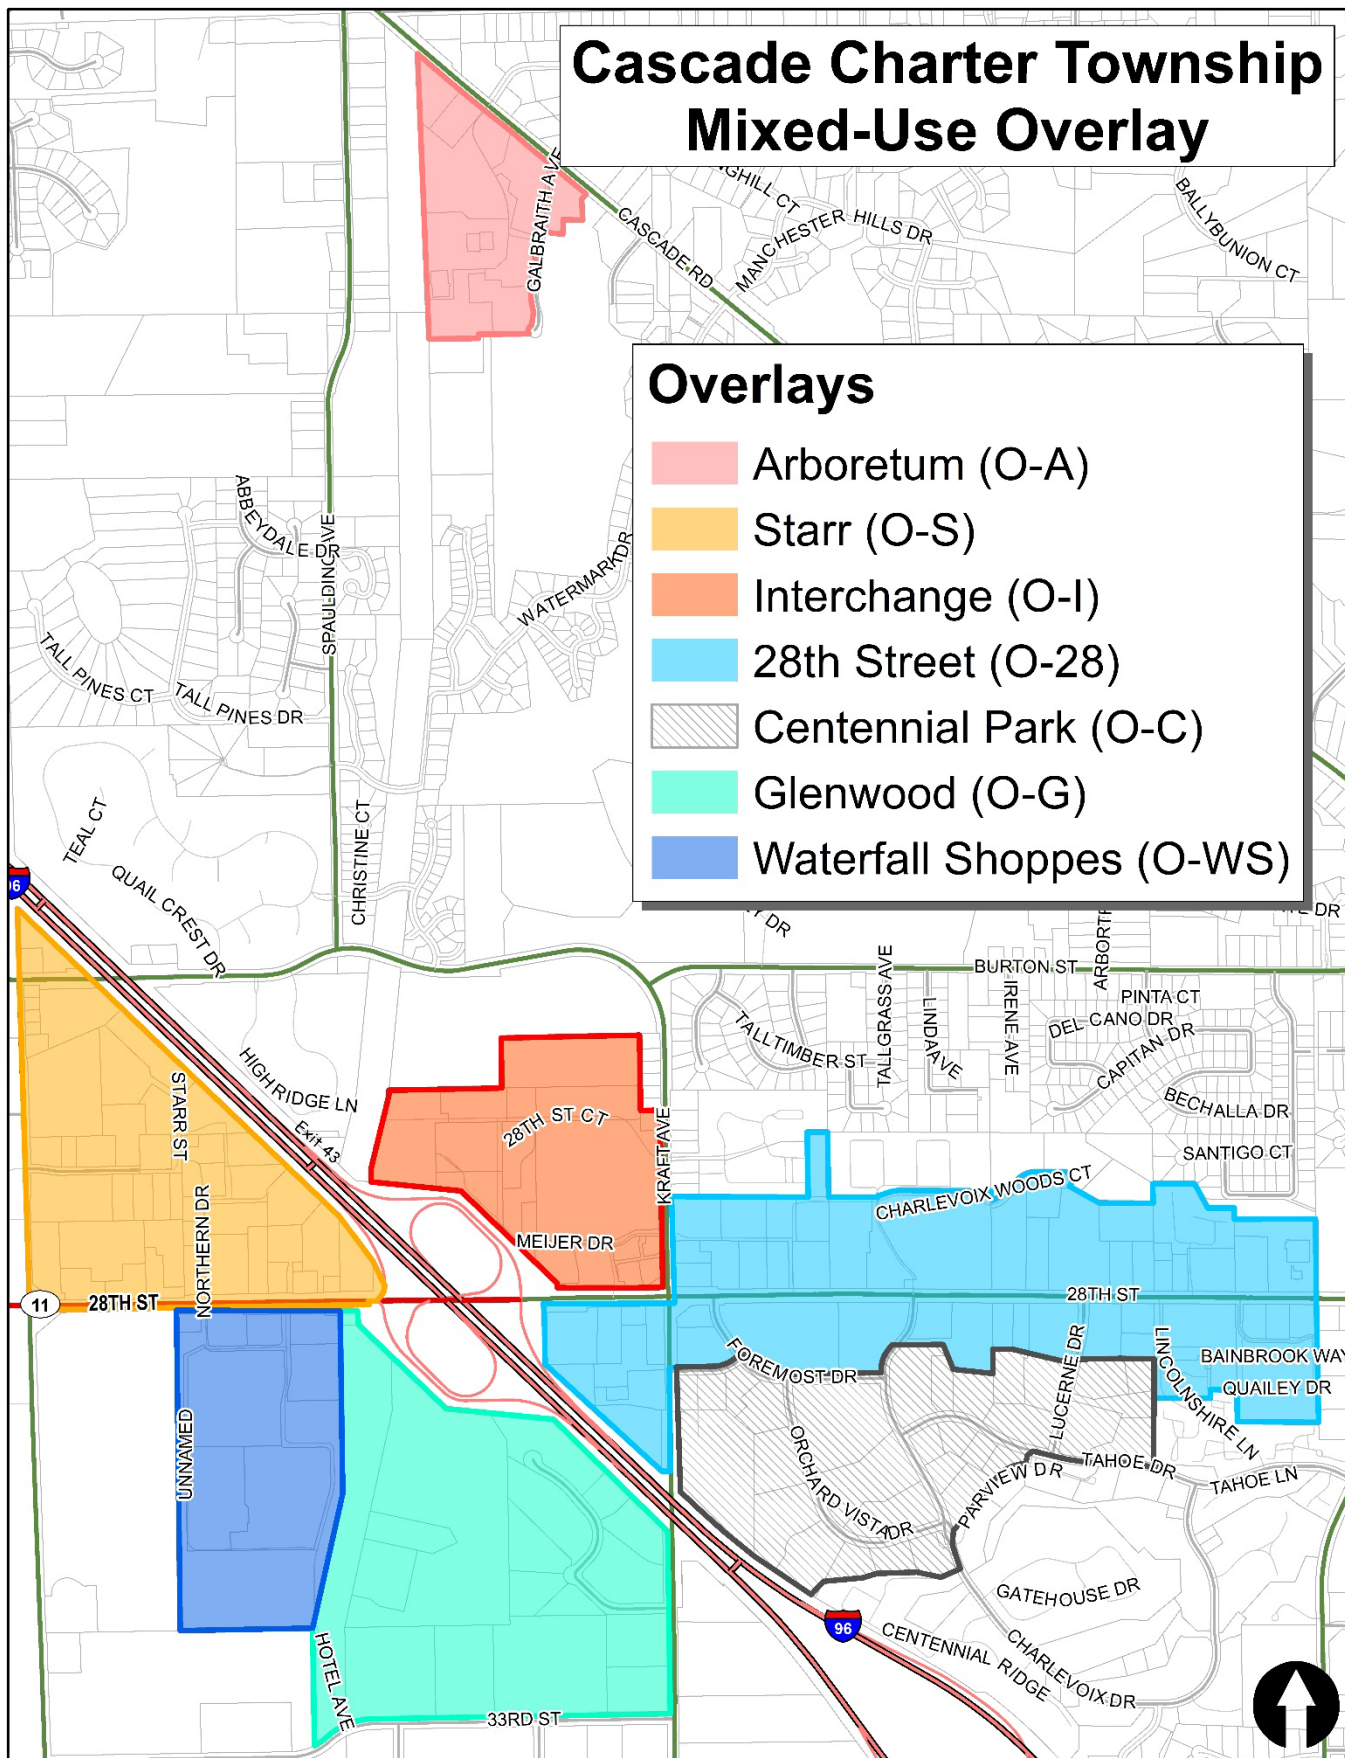 Cascade Charter Township
Mixed-Use Overlay
GALBRAITH AVE
CASCADE RD
MANCHESTER HILLS DR
BALLYBUNION CT
Overlays
Arboretum (O-A)
Starr (O-S)
Interchange (O-I)
28th Street (O-28)
Centennial Park (O-C)
Glenwood (O-G)
Waterfall Shoppes (O-WS)
ABBEYDALE DR
SPAULDING AVE
WATERMARK DR
TALL PINES CT
TALL PINES DR
TEAL CT
QUAIL CREST DR
CHRISTINE CT
BURTON ST
TALLTIMBER ST
TALLGRASS AVE
LINDA AVE
IRENE AVE
PINTA CT
DEL CANO DR
CAPITAN DR
BECHALLA DR
SANTIGO CT
STARR ST
HIGH RIDGE LN
Exit 43
28TH ST CT
KRAFT AVE
NORTHERN DR
MEIJER DR
CHARLEVOIX WOODS CT
11
28TH ST
28TH ST
FOREMOST DR
LUCERNE DR
LINCOLNSHIRE LN
BAINBROOK WAY
QUAILEY DR
UNNAMED
ORCHARD VISTA DR
PARVIEW DR
TAHOE DR
TAHOE LN
GATEHOUSE DR
96
CENTENNIAL RIDGE
CHARLEVOIX DR
HOTEL AVE
33RD ST